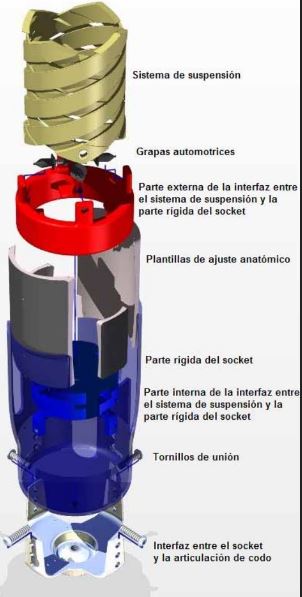 Sistema de suspensión
Grapas automotrices
Parte externa de la interfaz entre
el sistema de suspensión y la
parte rígida del socket
Plantillas de ajuste anatómico
Parte rígida del socket
Parte interna de la interfaz entre
el sistema de suspensión y la
parte rígida del socket
Tornillos de unión
Interfaz entre el socket
y la articulación de codo